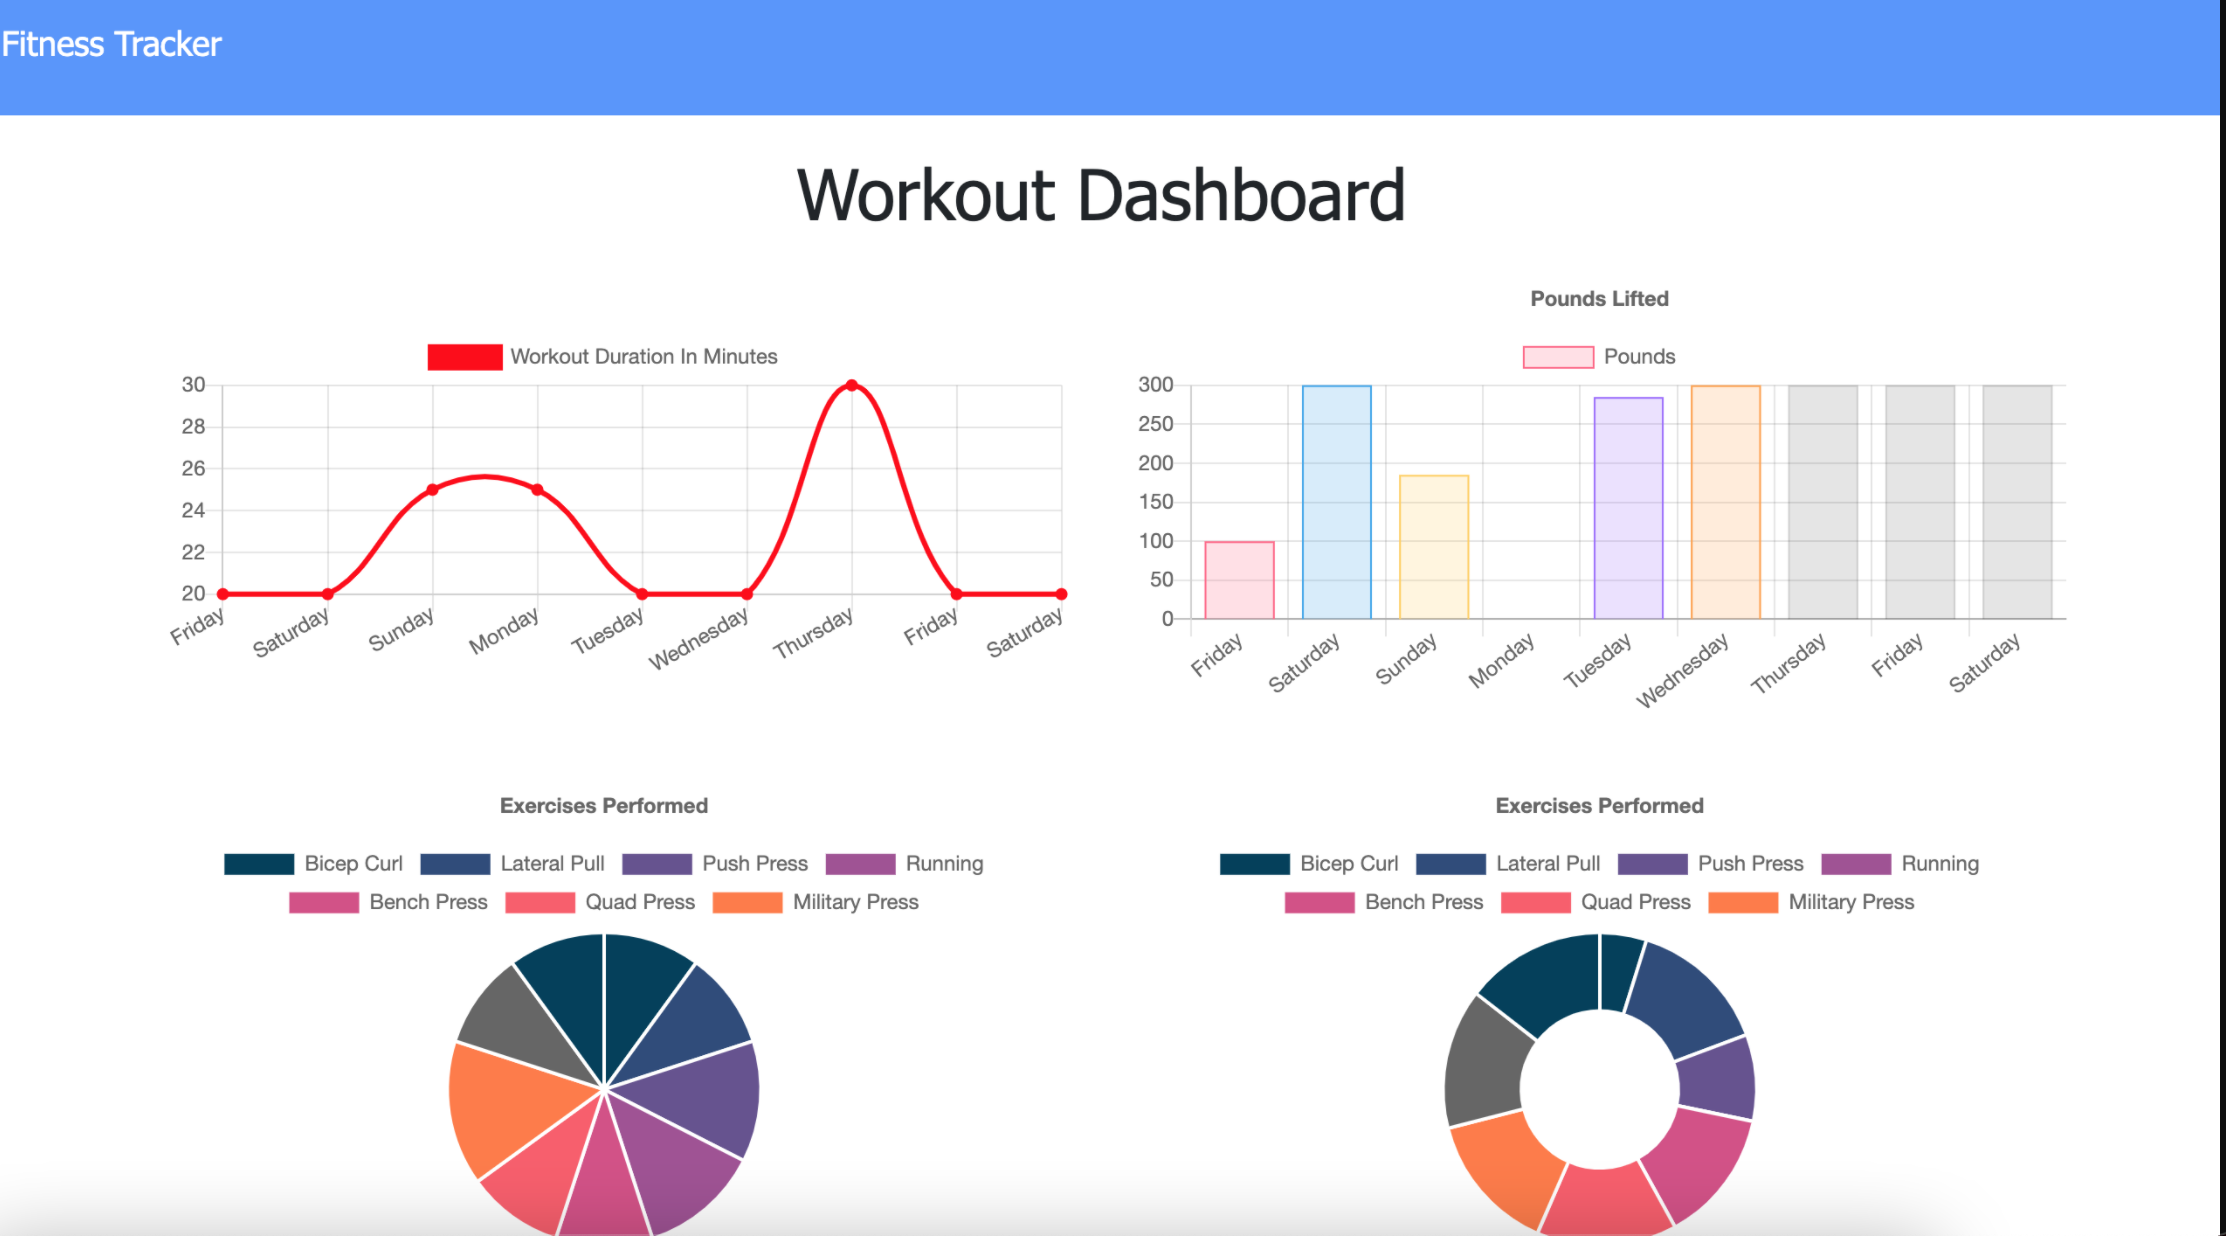 Fitness Tracker
Workout Dashboard
Workout Duration In Minutes
30
28
26
24
22
20
Friday Saturday Sunday Monday Tuesday Wednesday Thursday Friday Saturday
Pounds Lifted
Pounds
300
250
200
150
100
50
0
Friday Saturday Sunday Monday Tuesday Wednesday Thursday Friday Saturday
Exercises Performed
Bicep Curl Lateral Pull Push Press Running
Bench Press Quad Press Military Press
Exercises Performed
Bicep Curl Lateral Pull Push Press Running
Bench Press Quad Press Military Press